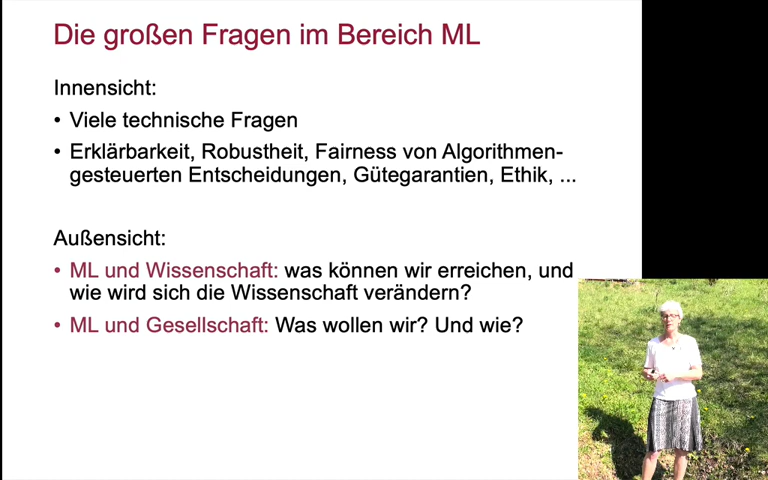 Die großen Fragen im Bereich ML
Innensicht:
• Viele technische Fragen
• Erklärbarkeit, Robustheit, Fairness von Algorithmen-
gesteuerten Entscheidungen, Gütegarantien, Ethik, ...
Außensicht:
• ML und Wissenschaft: was können wir erreichen, und
wie wird sich die Wissenschaft verändern?
• ML und Gesellschaft: Was wollen wir? Und wie?